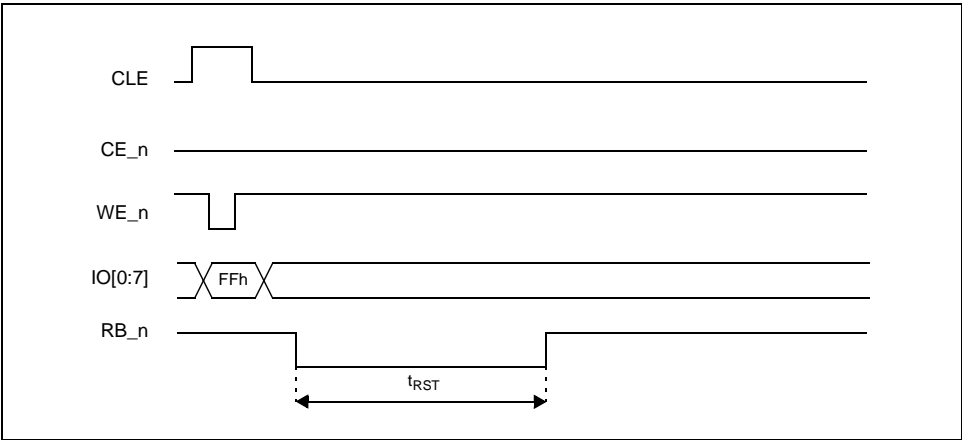 CLE
CE_n
WE_n
IO[0:7]
FFh
RB_n
tRST